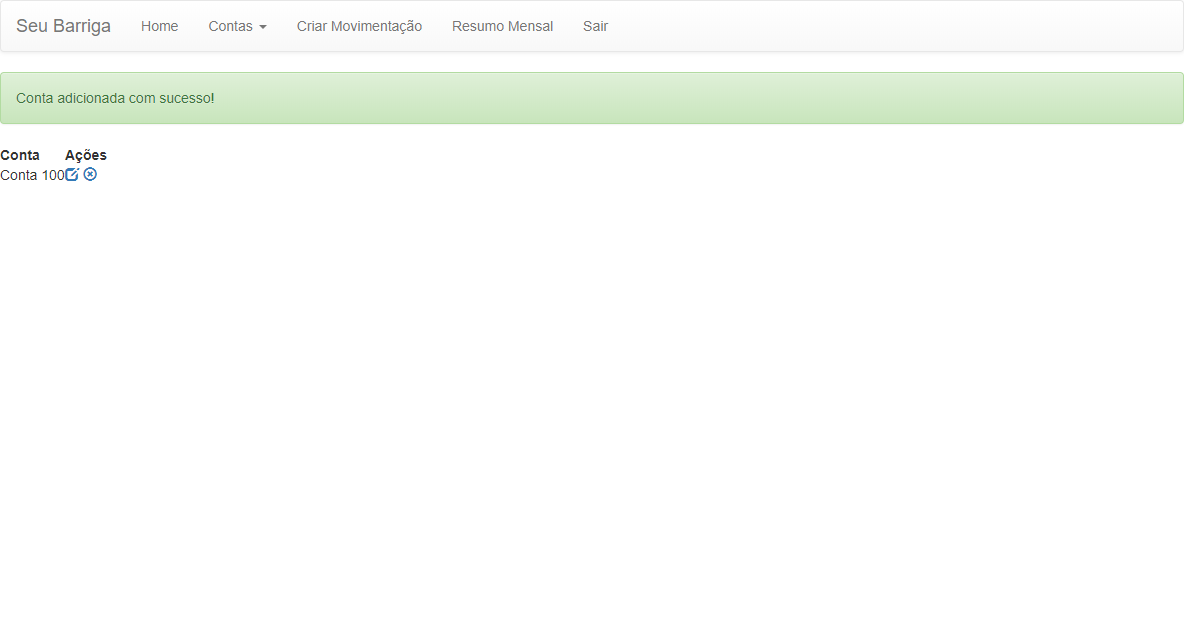 Seu Barriga Home Contas Criar Movimentação Resumo Mensal Sair
Conta adicionada com sucesso!
Conta Ações
Conta 100